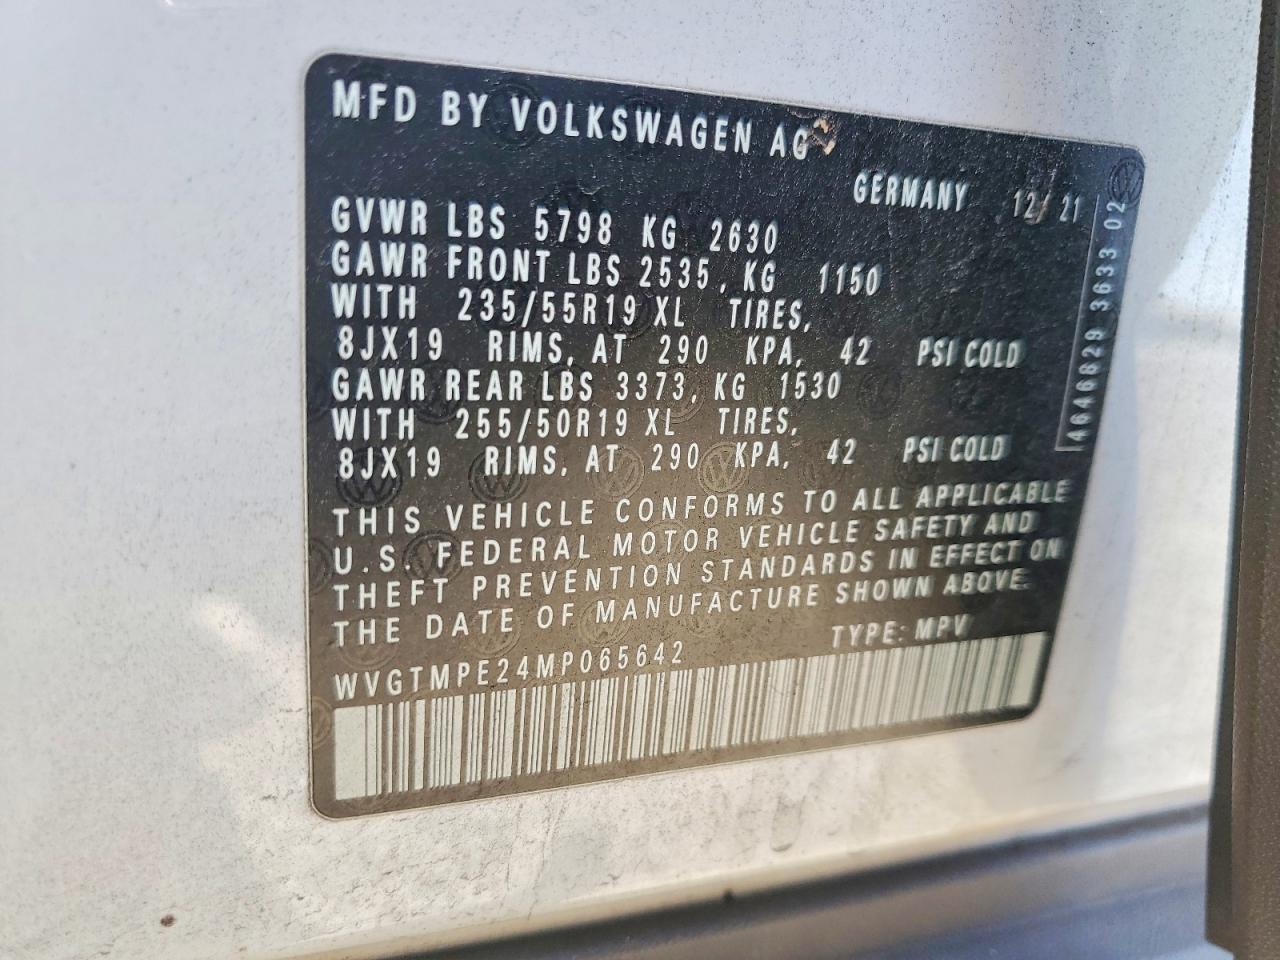 MFD BY VOLKSWAGEN AG
GERMANY 12/21
GVWR LBS 5798 KG 2630
GAWR FRONT LBS 2535, KG 1150
WITH 235/55R19 XL TIRES,
8JX19 RIMS, AT 290 KPA, 42 PSI COLD
GAWR REAR LBS 3373, KG 1530
WITH 255/50R19 XL TIRES,
8JX19 RIMS, AT 290 KPA, 42 PSI COLD
THIS VEHICLE CONFORMS TO ALL APPLICABLE
U.S. FEDERAL MOTOR VEHICLE SAFETY AND
THEFT PREVENTION STANDARDS IN EFFECT ON
THE DATE OF MANUFACTURE SHOWN ABOVE.
WVGTMPE24MP065642 TYPE: MPV
4646829 3633 02